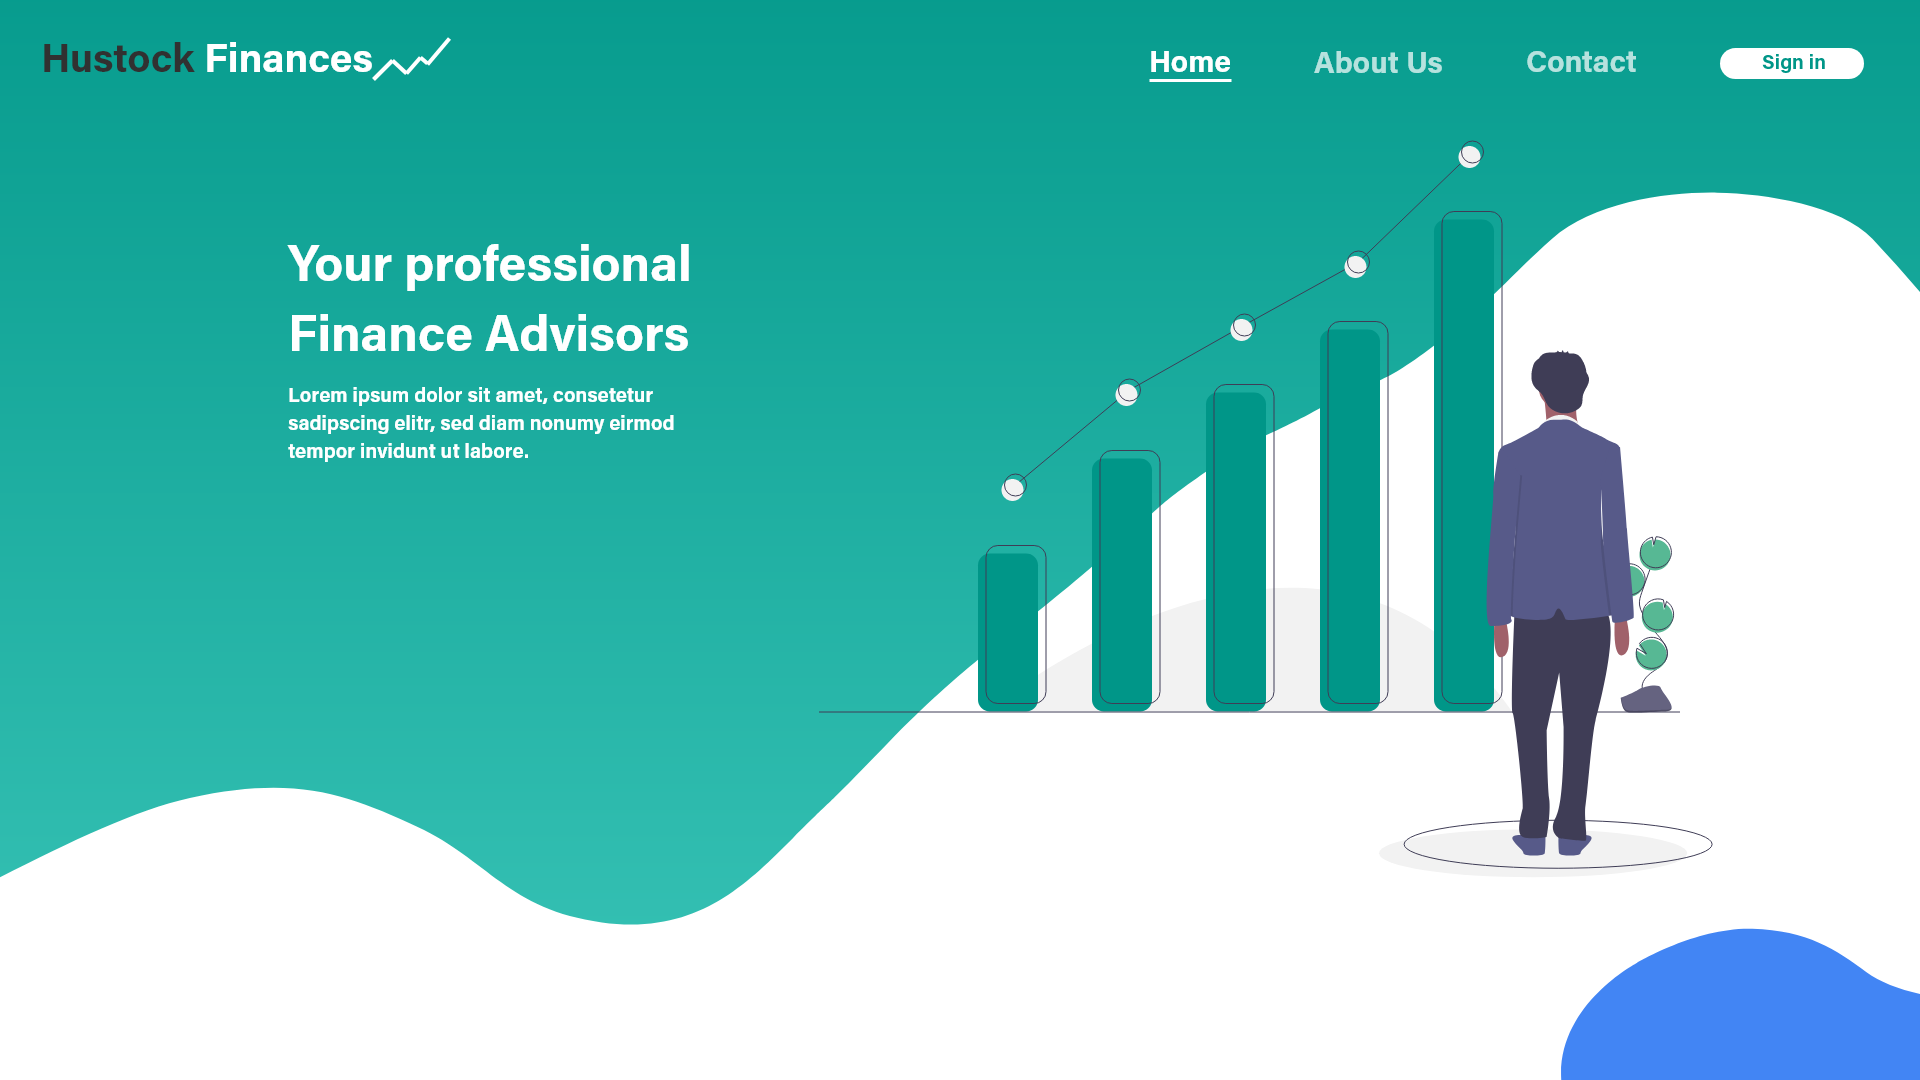 Hustock Finances
Home
About Us
Contact
Sign in
Your professional
Finance Advisors
Lorem ipsum dolor sit amet, consetetur
sadipscing elitr, sed diam nonumy eirmod
tempor invidunt ut labore.